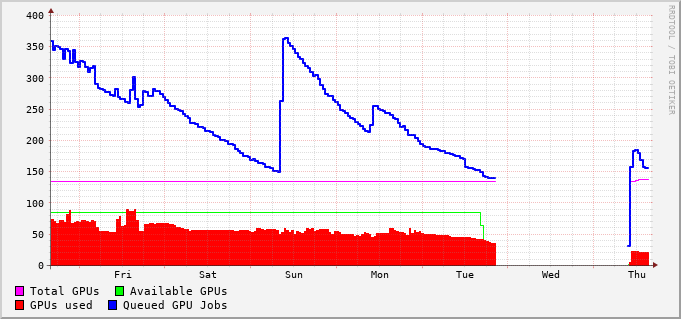 400
350
300
250
200
150
100
50
0
Fri Sat Sun Mon Tue Wed Thu
Total GPUs Available GPUs
GPUs used Queued GPU Jobs
RRDTOOL / TOBI OETIKER